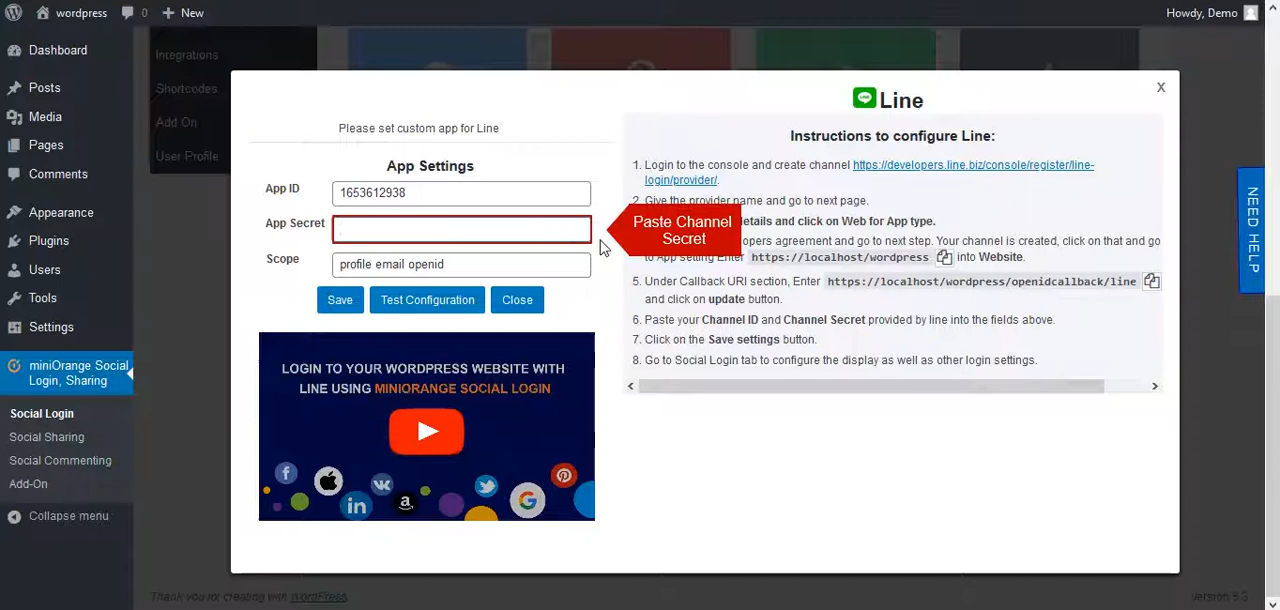 wordpress
0
New
Howdy, Demo
Dashboard
Posts
Media
Pages
Comments
Appearance
Plugins
Users
Tools
Settings
miniOrange Social
Login, Sharing
Social Login
Social Sharing
Social Commenting
Add-On
Collapse menu
Integrations
Shortcodes
Add On
User Profile
X
Please set custom app for Line
App Settings
App ID
1653612938
App Secret
Scope
profile email openid
Save
Test Configuration
Close
LOGIN TO YOUR WORDPRESS WEBSITE WITH
LINE USING MINIORANGE SOCIAL LOGIN
Line
Instructions to configure Line:
1. Login to the console and create channel https://developers.line.biz/console/register/line-
login/provider/.
2. Give the provider name and go to next page.
details and click on Web for App type.
opers agreement and go to next step. Your channel is created, click on that and go
to App setting Enter https://localhost/wordpress into Website.
5. Under Callback URI section, Enter https://localhost/wordpress/openidcallback/line
and click on update button.
6. Paste your Channel ID and Channel Secret provided by line into the fields above.
7. Click on the Save settings button.
8. Go to Social Login tab to configure the display as well as other login settings.
Paste Channel
Secret
NEED HELP
Thank you for creating with WordPress.